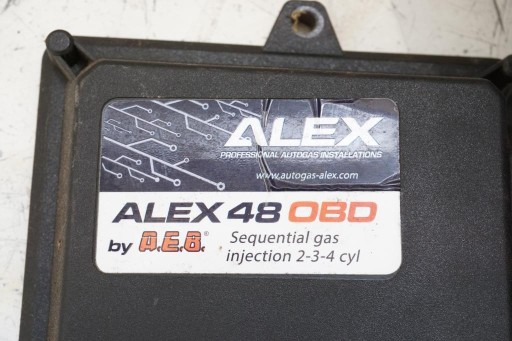 ALEX
PROFESSIONAL AUTOGAS INSTALLATIONS
www.autogas-alex.com
ALEX 48 OBD
by A.E.B.® Sequential gas
injection 2-3-4 cyl